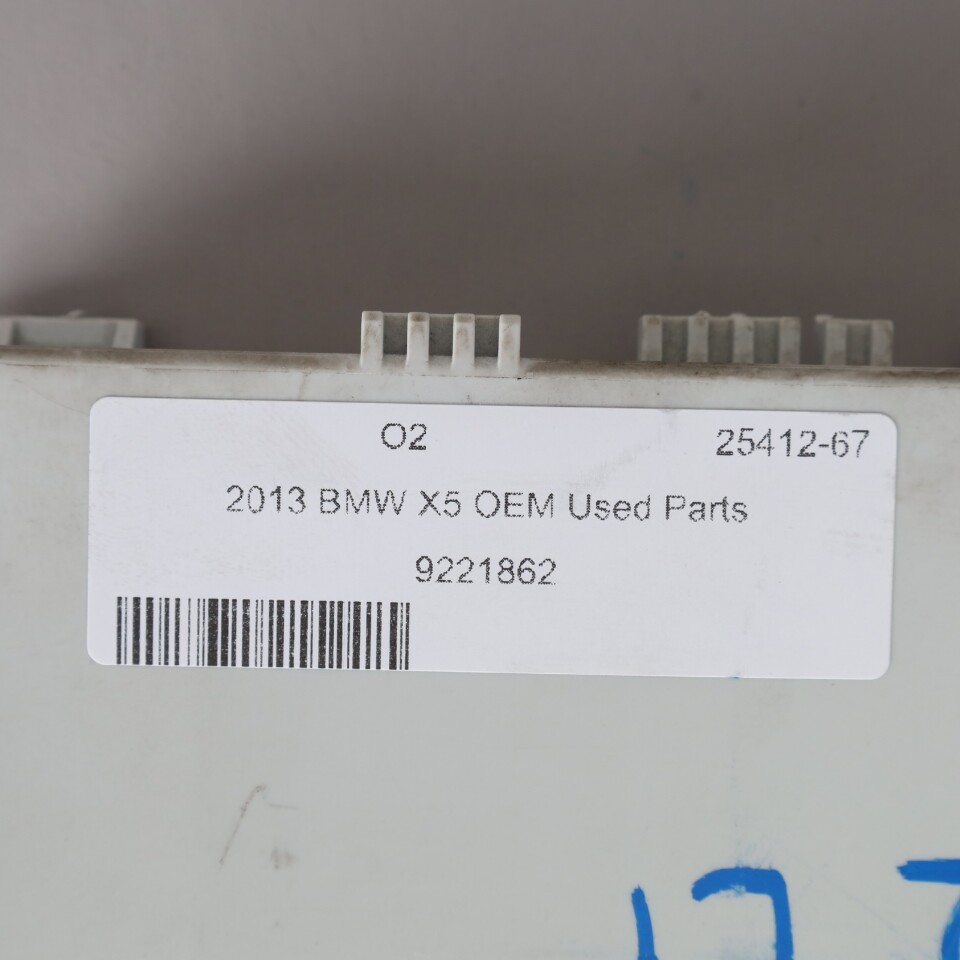 O2 25412-67
2013 BMW X5 OEM Used Parts
9221862